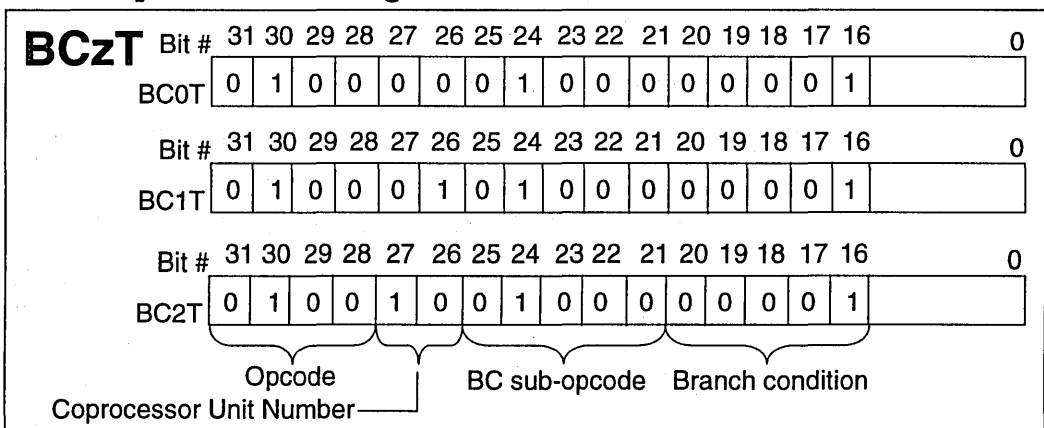 BCzT Bit # 31 30 29 28 27 26 25 24 23 22 21 20 19 18 17 16 0
BC0T 0 1 0 0 0 0 0 1 0 0 0 0 0 0 0 1
Bit # 31 30 29 28 27 26 25 24 23 22 21 20 19 18 17 16 0
BC1T 0 1 0 0 0 1 0 1 0 0 0 0 0 0 0 1
Bit # 31 30 29 28 27 26 25 24 23 22 21 20 19 18 17 16 0
BC2T 0 1 0 0 1 0 0 1 0 0 0 0 0 0 0 1
Opcode BC sub-opcode Branch condition
Coprocessor Unit Number